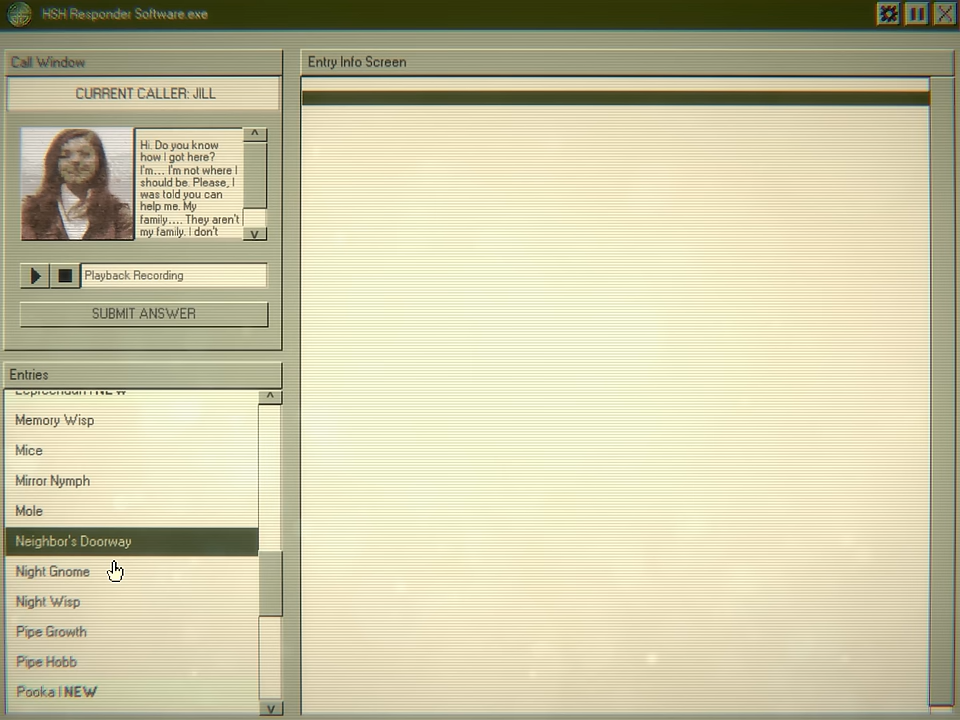 HSH Responder Software.exe
Call Window
CURRENT CALLER: JILL
Hi. Do you know
how I got here?
I'm... I'm not where I
should be. Please, I
was told you can
help me. My
family.... They aren't
my family. I don't
Playback Recording
SUBMIT ANSWER
Entries
Leprechaun | NEW
Memory Wisp
Mice
Mirror Nymph
Mole
Neighbor's Doorway
Night Gnome
Night Wisp
Pipe Growth
Pipe Hobb
Pooka | NEW
Entry Info Screen